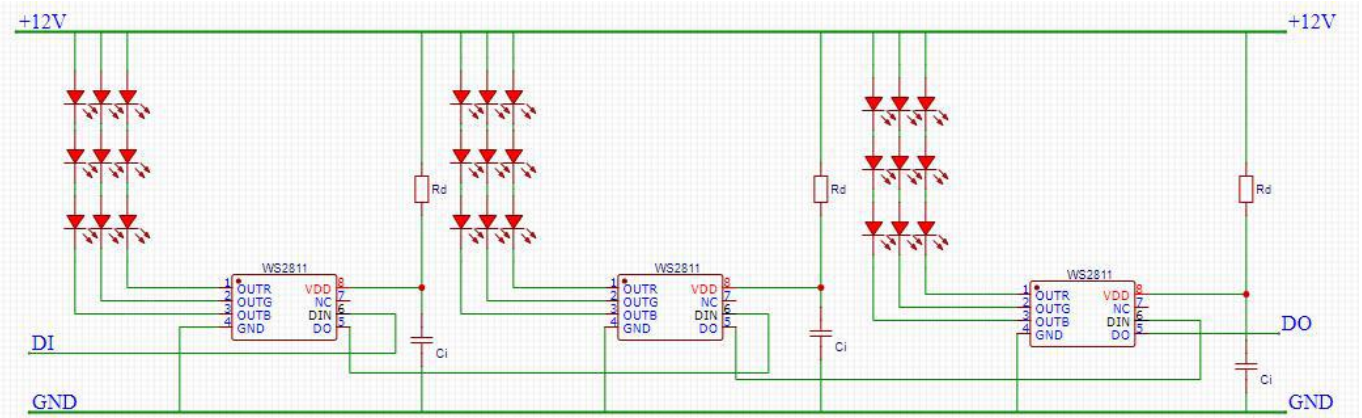 +12V +12V
Rd Rd Rd
WS2811 WS2811 WS2811
1 OUTR VDD 8
2 OUTG NC 7
3 OUTB DIN 6
4 GND DO 5
1 OUTR VDD 8
2 OUTG NC 7
3 OUTB DIN 6
4 GND DO 5
1 OUTR VDD 8
2 OUTG NC 7
3 OUTB DIN 6
4 GND DO 5
DI DO
Ci Ci Ci
GND GND